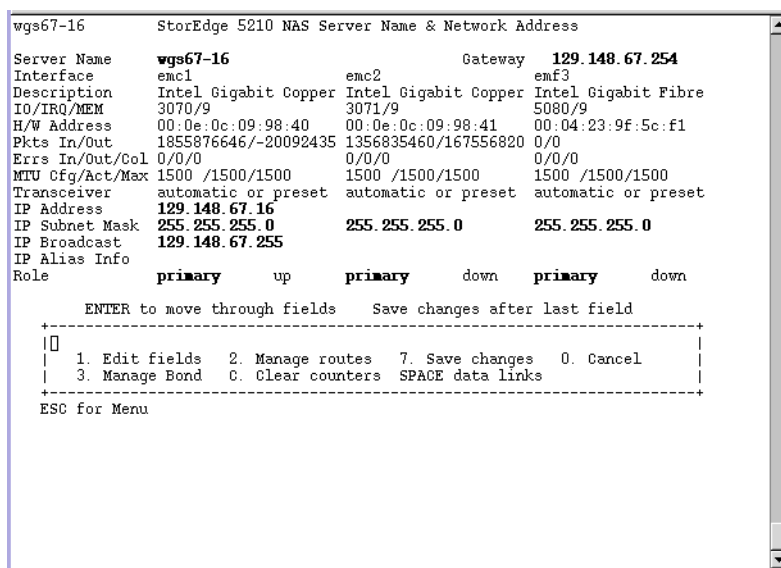 wgs67-16 StorEdge 5210 NAS Server Name & Network Address
Server Name wgs67-16 Gateway 129.148.67.254
Interface emc1 emc2 emf3
Description Intel Gigabit Copper Intel Gigabit Copper Intel Gigabit Fibre
IO/IRQ/MEM 3070/9 3071/9 5080/9
H/W Address 00:0e:0c:09:98:40 00:0e:0c:09:98:41 00:04:23:9f:5c:f1
Pkts In/Out 1855876646/-20092435 1356835460/167556820 0/0
Errs In/Out/Col 0/0/0 0/0/0 0/0/0
MTU Cfg/Act/Max 1500 /1500/1500 1500 /1500/1500 1500 /1500/1500
Transceiver automatic or preset automatic or preset automatic or preset
IP Address 129.148.67.16
IP Subnet Mask 255.255.255.0 255.255.255.0 255.255.255.0
IP Broadcast 129.148.67.255
IP Alias Info
Role primary up primary down primary down
ENTER to move through fields Save changes after last field
1. Edit fields 2. Manage routes 7. Save changes 0. Cancel
3. Manage Bond C. Clear counters SPACE data links
ESC for Menu